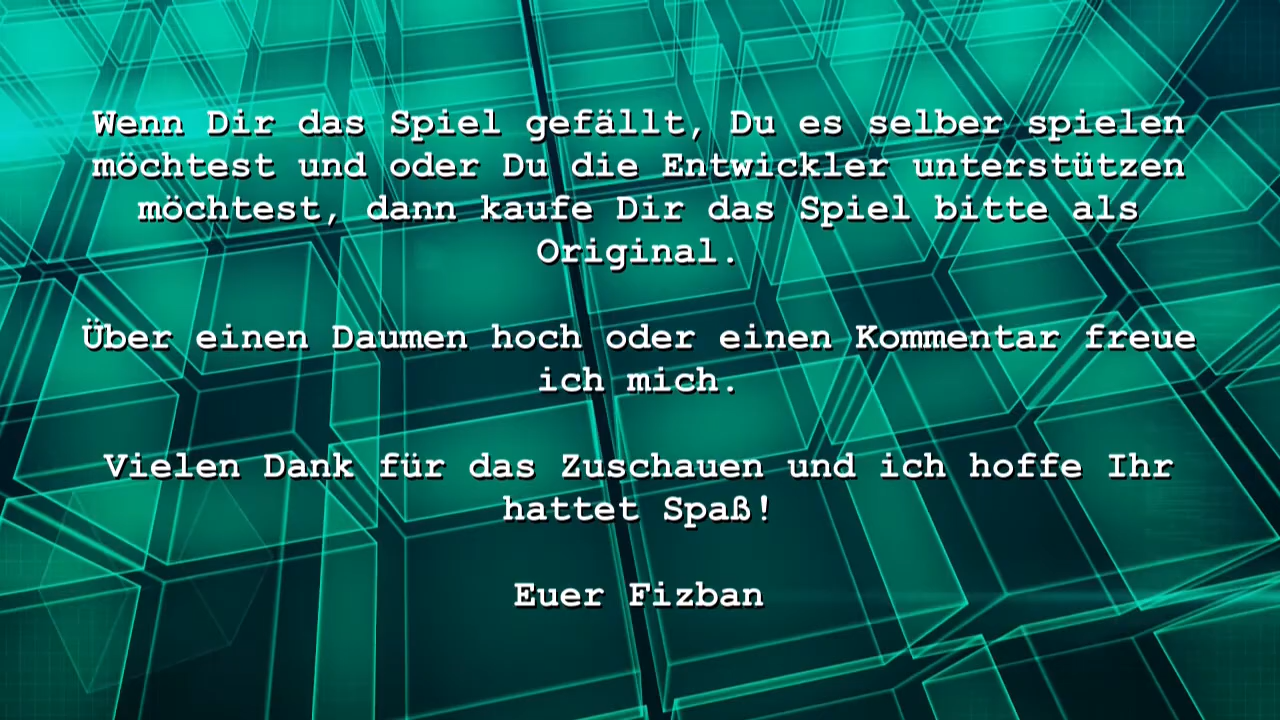 Wenn Dir das Spiel gefällt, Du es selber spielen
möchtest und oder Du die Entwickler unterstützen
möchtest, dann kaufe Dir das Spiel bitte als
Original.
Über einen Daumen hoch oder einen Kommentar freue
ich mich.
Vielen Dank für das Zuschauen und ich hoffe Ihr
hattet Spaß!
Euer Fizban